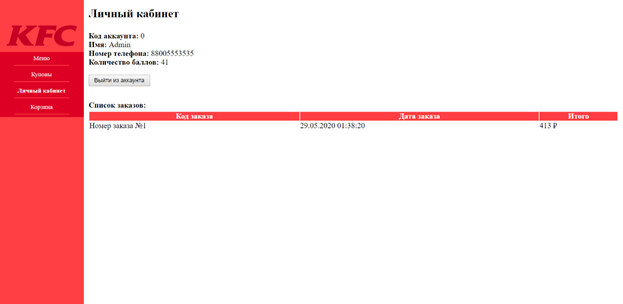 KFC
Меню
Купоны
Личный кабинет
Корзина
Личный кабинет
Код аккаунта: 0
Имя: Admin
Номер телефона: 88005553535
Количество баллов: 41
Выйти из аккаунта
Список заказов:
Код заказа Дата заказа Итого
Номер заказа №1 29.05.2020 01:38:20 413 ₽